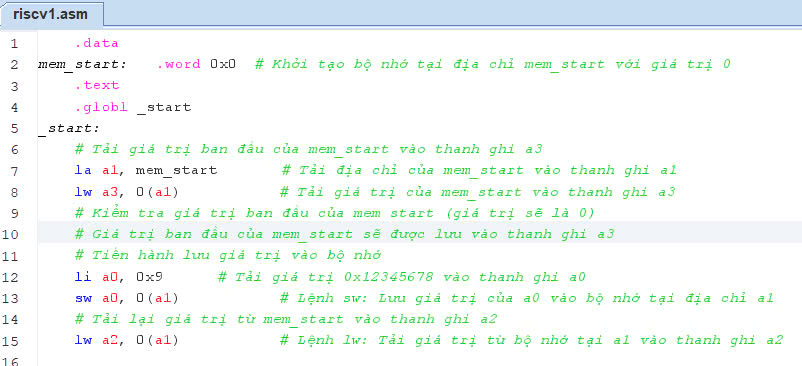 riscv1.asm
1 .data
2 mem_start: .word 0x0 # Khởi tạo bộ nhớ tại địa chỉ mem_start với giá trị 0
3 .text
4 .globl _start
5 _start:
6 # Tải giá trị ban đầu của mem_start vào thanh ghi a3
7 la a1, mem_start # Tải địa chỉ của mem_start vào thanh ghi a1
8 lw a3, 0(a1) # Tải giá trị của mem_start vào thanh ghi a3
9 # Kiểm tra giá trị ban đầu của mem_start (giá trị sẽ là 0)
10 # Giá trị ban đầu của mem_start sẽ được lưu vào thanh ghi a3
11 # Tiến hành lưu giá trị vào bộ nhớ
12 li a0, 0x9 # Tải giá trị 0x12345678 vào thanh ghi a0
13 sw a0, 0(a1) # Lệnh sw: Lưu giá trị của a0 vào bộ nhớ tại địa chỉ a1
14 # Tải lại giá trị từ mem_start vào thanh ghi a2
15 lw a2, 0(a1) # Lệnh lw: Tải giá trị từ bộ nhớ tại a1 vào thanh ghi a2
16